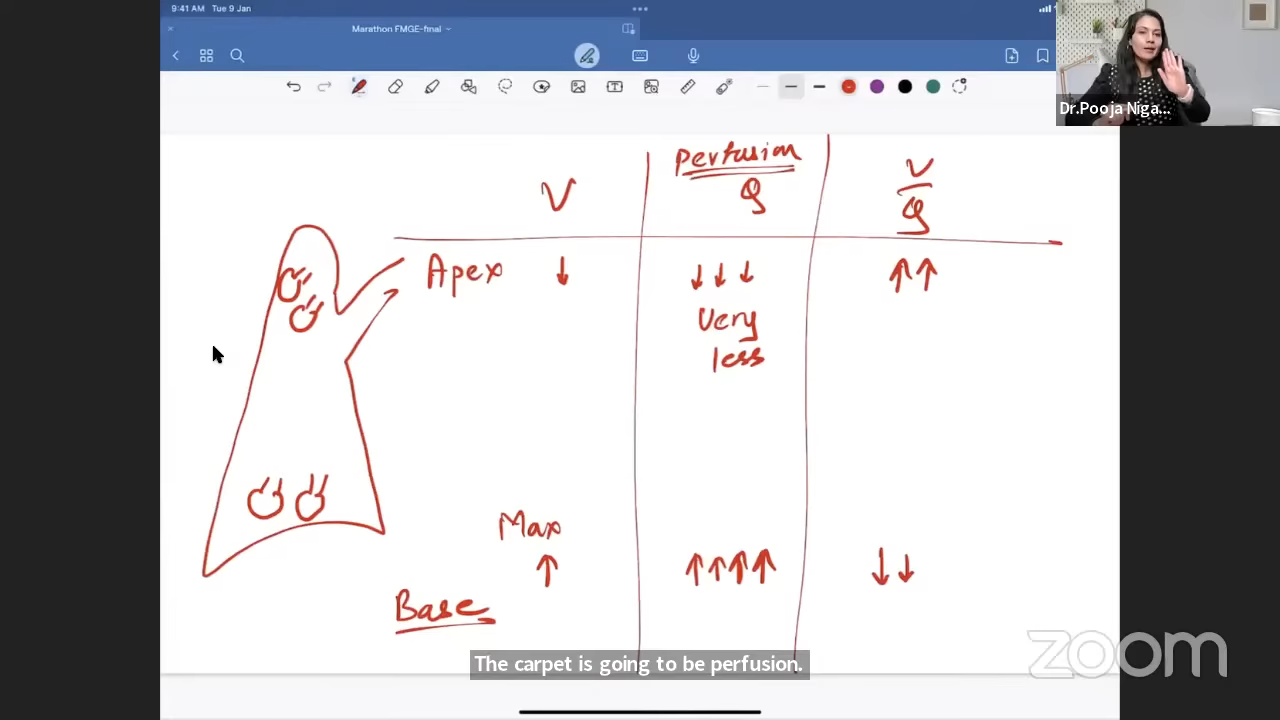 9:41 AM Tue 9 Jan
Marathon FMGE-final
Dr.Pooja Niga...
V
Perfusion
Q
V
Q
Apex ↓ ↓↓↓ ↑↑
Very
less
Max
↑ ↑↑↑↑ ↓↓
Base
The carpet is going to be perfusion.
zoom